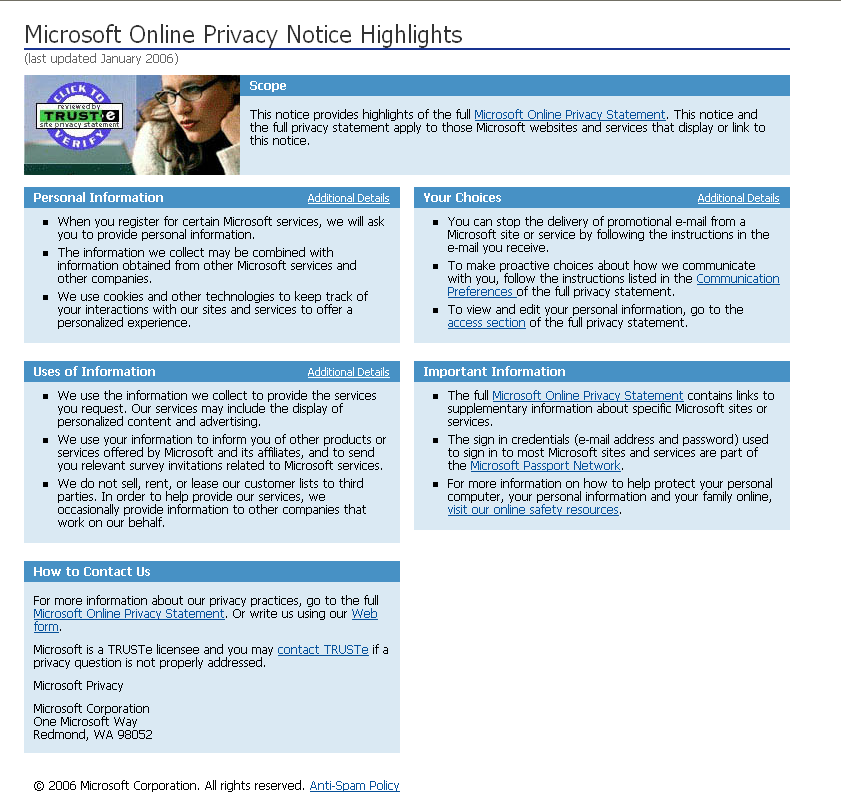 Microsoft Online Privacy Notice Highlights
(last updated January 2006)
CLICK TO
reviewed by
TRUSTe
site privacy statement
VERIFY
Scope
This notice provides highlights of the full Microsoft Online Privacy Statement. This notice and
the full privacy statement apply to those Microsoft websites and services that display or link to
this notice.
Personal Information
Additional Details
When you register for certain Microsoft services, we will ask
you to provide personal information.
The information we collect may be combined with
information obtained from other Microsoft services and
other companies.
We use cookies and other technologies to keep track of
your interactions with our sites and services to offer a
personalized experience.
Your Choices
Additional Details
You can stop the delivery of promotional e-mail from a
Microsoft site or service by following the instructions in the
e-mail you receive.
To make proactive choices about how we communicate
with you, follow the instructions listed in the Communication
Preferences of the full privacy statement.
To view and edit your personal information, go to the
access section of the full privacy statement.
Uses of Information
Additional Details
We use the information we collect to provide the services
you request. Our services may include the display of
personalized content and advertising.
We use your information to inform you of other products or
services offered by Microsoft and its affiliates, and to send
you relevant survey invitations related to Microsoft services.
We do not sell, rent, or lease our customer lists to third
parties. In order to help provide our services, we
occasionally provide information to other companies that
work on our behalf.
Important Information
The full Microsoft Online Privacy Statement contains links to
supplementary information about specific Microsoft sites or
services.
The sign in credentials (e-mail address and password) used
to sign in to most Microsoft sites and services are part of
the Microsoft Passport Network.
For more information on how to help protect your personal
computer, your personal information and your family online,
visit our online safety resources.
How to Contact Us
For more information about our privacy practices, go to the full
Microsoft Online Privacy Statement. Or write us using our Web
form.
Microsoft is a TRUSTe licensee and you may contact TRUSTe if a
privacy question is not properly addressed.
Microsoft Privacy
Microsoft Corporation
One Microsoft Way
Redmond, WA 98052
© 2006 Microsoft Corporation. All rights reserved. Anti-Spam Policy